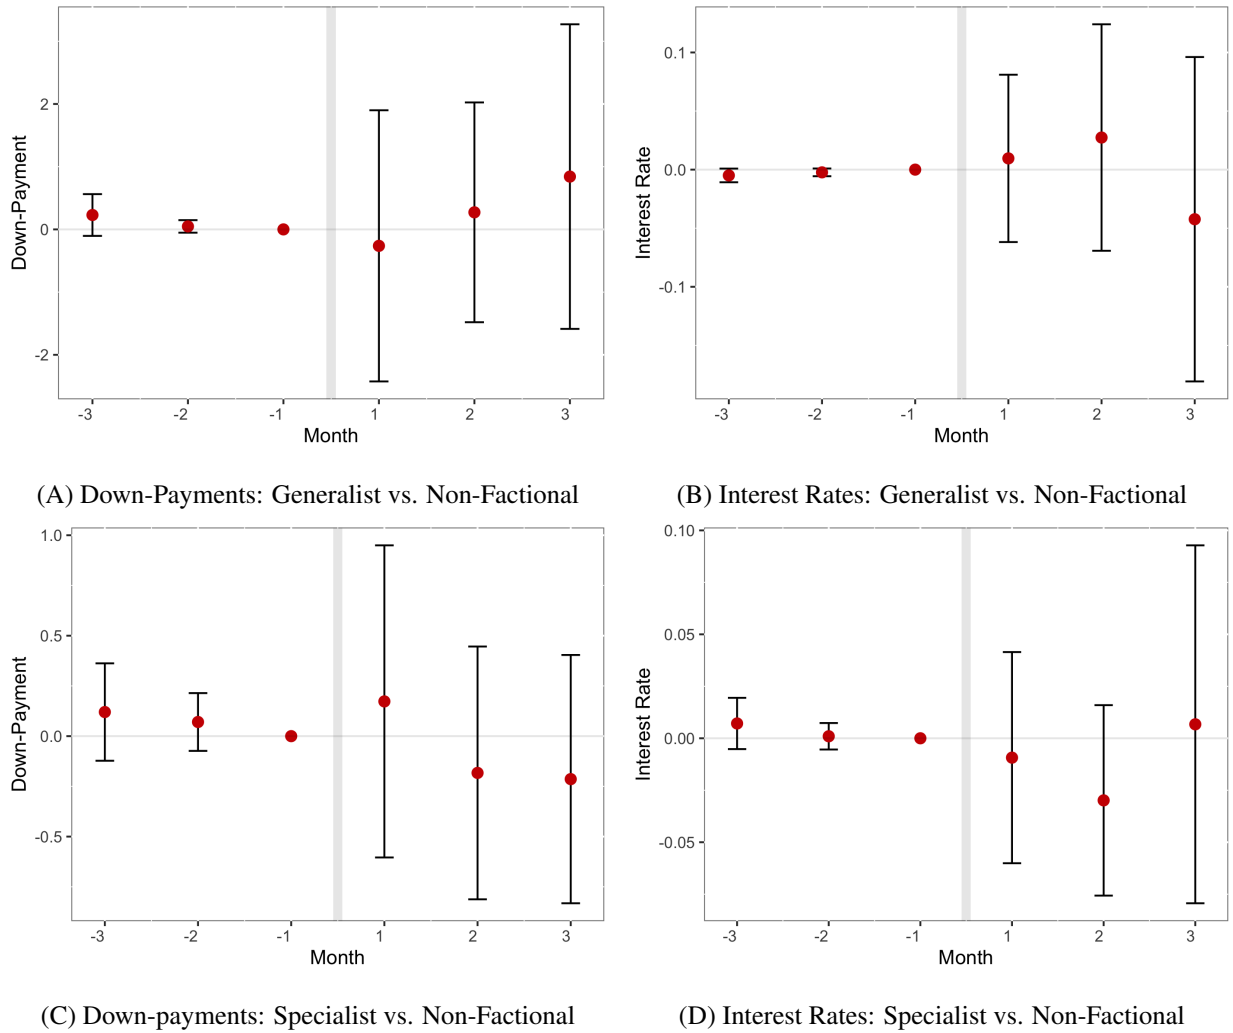 2
0
-2
Down-Payment
-3 -2 -1 1 2 3
Month
0.1
0.0
-0.1
Interest Rate
-3 -2 -1 1 2 3
Month
(A) Down-Payments: Generalist vs. Non-Factional
(B) Interest Rates: Generalist vs. Non-Factional
1.0
0.5
0.0
-0.5
Down-Payment
-3 -2 -1 1 2 3
Month
0.10
0.05
0.00
-0.05
Interest Rate
-3 -2 -1 1 2 3
Month
(C) Down-payments: Specialist vs. Non-Factional
(D) Interest Rates: Specialist vs. Non-Factional